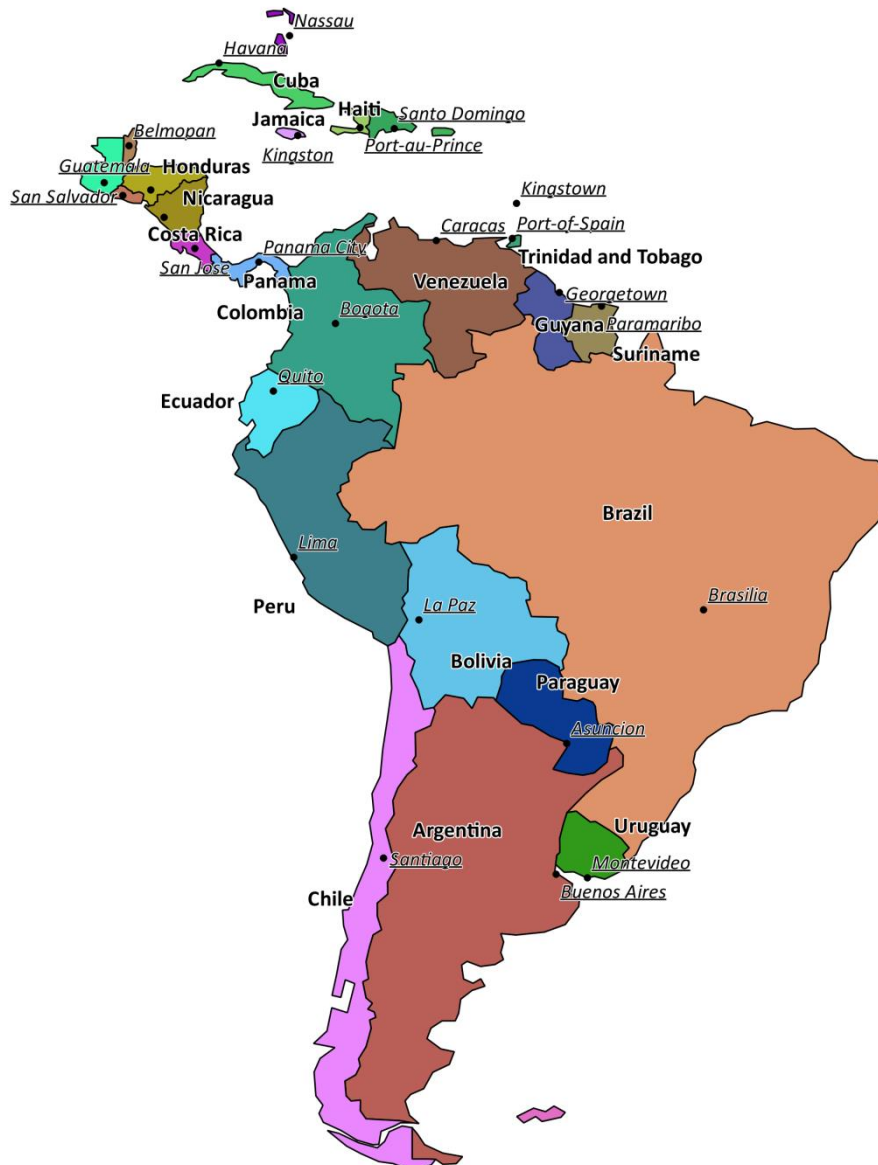 Nassau
Havana
Cuba
Haiti
Santo Domingo
Jamaica
Belmopan
Kingston
Port-au-Prince
Guatemala
Honduras
San Salvador
Nicaragua
Kingstown
Costa Rica
Caracas
Port-of-Spain
Panama City
Trinidad and Tobago
San Jose
Panama
Venezuela
Georgetown
Colombia
Bogota
Guyana
Paramaribo
Suriname
Quito
Ecuador
Brazil
Lima
Brasilia
Peru
La Paz
Bolivia
Paraguay
Asuncion
Argentina
Uruguay
Santiago
Montevideo
Buenos Aires
Chile